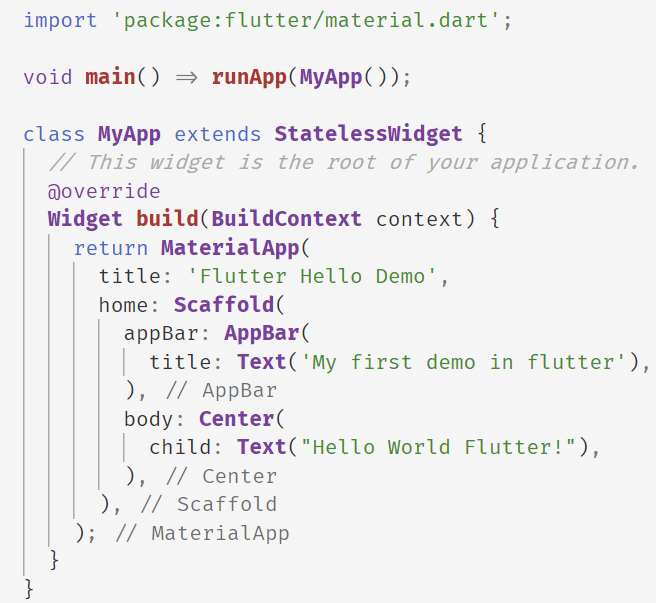 import 'package:flutter/material.dart';
void main() => runApp(MyApp());
class MyApp extends StatelessWidget {
// This widget is the root of your application.
@override
Widget build(BuildContext context) {
return MaterialApp(
title: 'Flutter Hello Demo',
home: Scaffold(
appBar: AppBar(
title: Text('My first demo in flutter'),
), // AppBar
body: Center(
child: Text("Hello World Flutter!"),
), // Center
), // Scaffold
); // MaterialApp
}
}